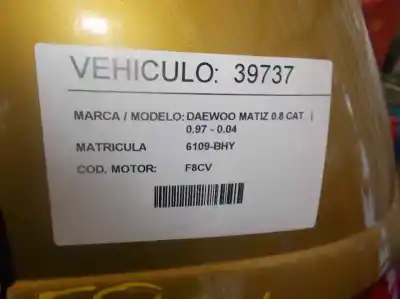 VEHICULO: 39737
MARCA / MODELO: DAEWOO MATIZ 0.8 CAT |
0.97 - 0.04
MATRICULA 6109-BHY
COD. MOTOR: F8CV